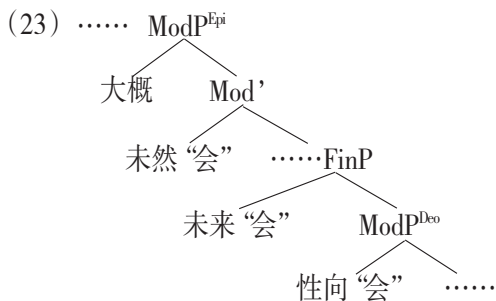 (23) …… ModP^Epi
大概 Mod’
未然“会” ……FinP
未来“会” ModP^Deo
性向“会” ……